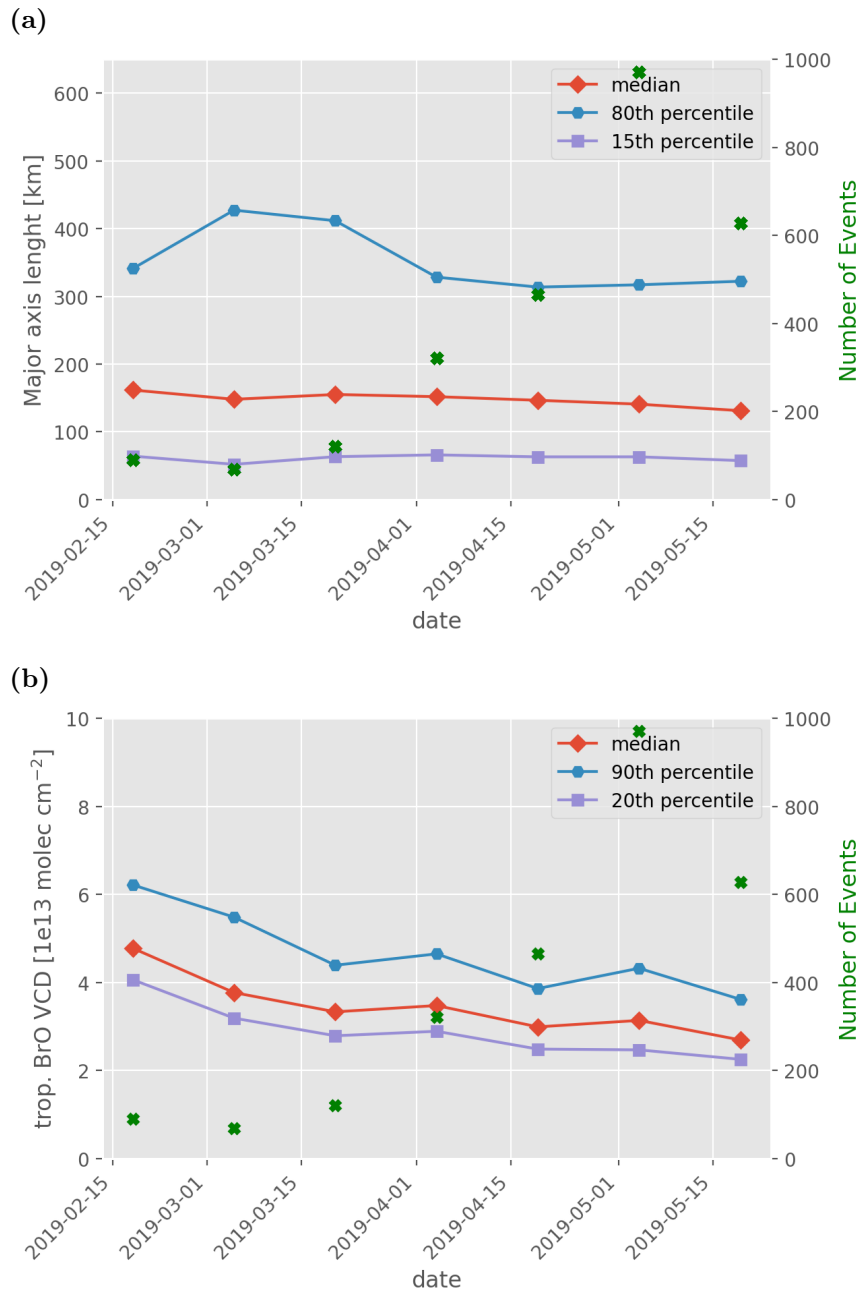 (a)
median
80th percentile
15th percentile
Major axis lenght [km]
0
100
200
300
400
500
600
Number of Events
0
200
400
600
800
1000
2019-02-15
2019-03-01
2019-03-15
2019-04-01
2019-04-15
2019-05-01
2019-05-15
date
(b)
median
90th percentile
20th percentile
trop. BrO VCD [1e13 molec cm⁻²]
0
2
4
6
8
10
Number of Events
0
200
400
600
800
1000
2019-02-15
2019-03-01
2019-03-15
2019-04-01
2019-04-15
2019-05-01
2019-05-15
date